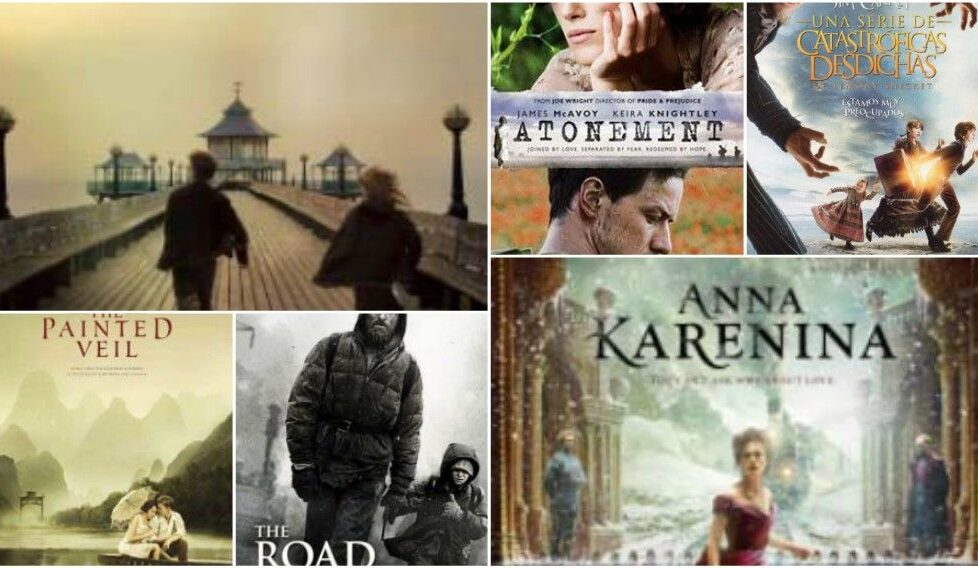 FROM JOE WRIGHT DIRECTOR OF PRIDE & PREJUDICE
JAMES McAVOY KEIRA KNIGHTLEY
ATONEMENT
JOINED BY LOVE. SEPARATED BY FEAR. REDEEMED BY HOPE.
UNA SERIE DE
CATASTRÓFICAS
DESDICHAS
ESTAMOS MUY
PREOCUPADOS
THE
PAINTED
VEIL
THE
ROAD
ANNA
KARENINA